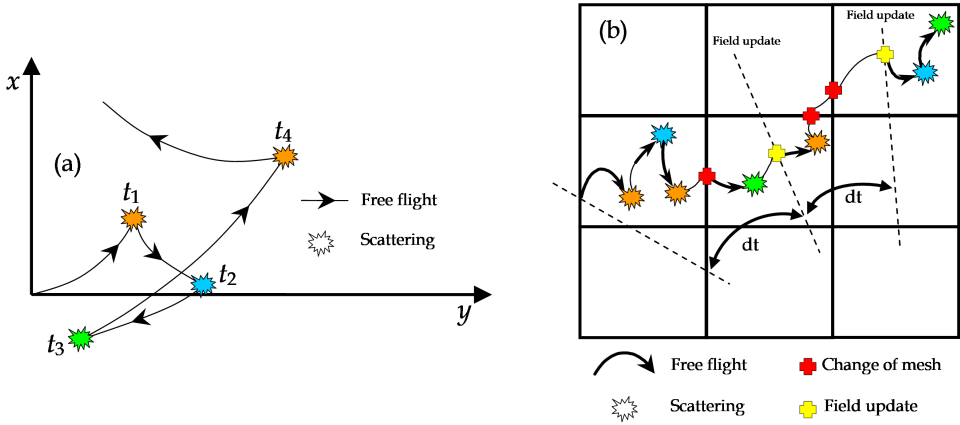 x
(a)
t₁
t₂
t₃
t₄
y
Free flight
Scattering
(b)
Field update
Field update
dt
dt
Free flight
Change of mesh
Scattering
Field update